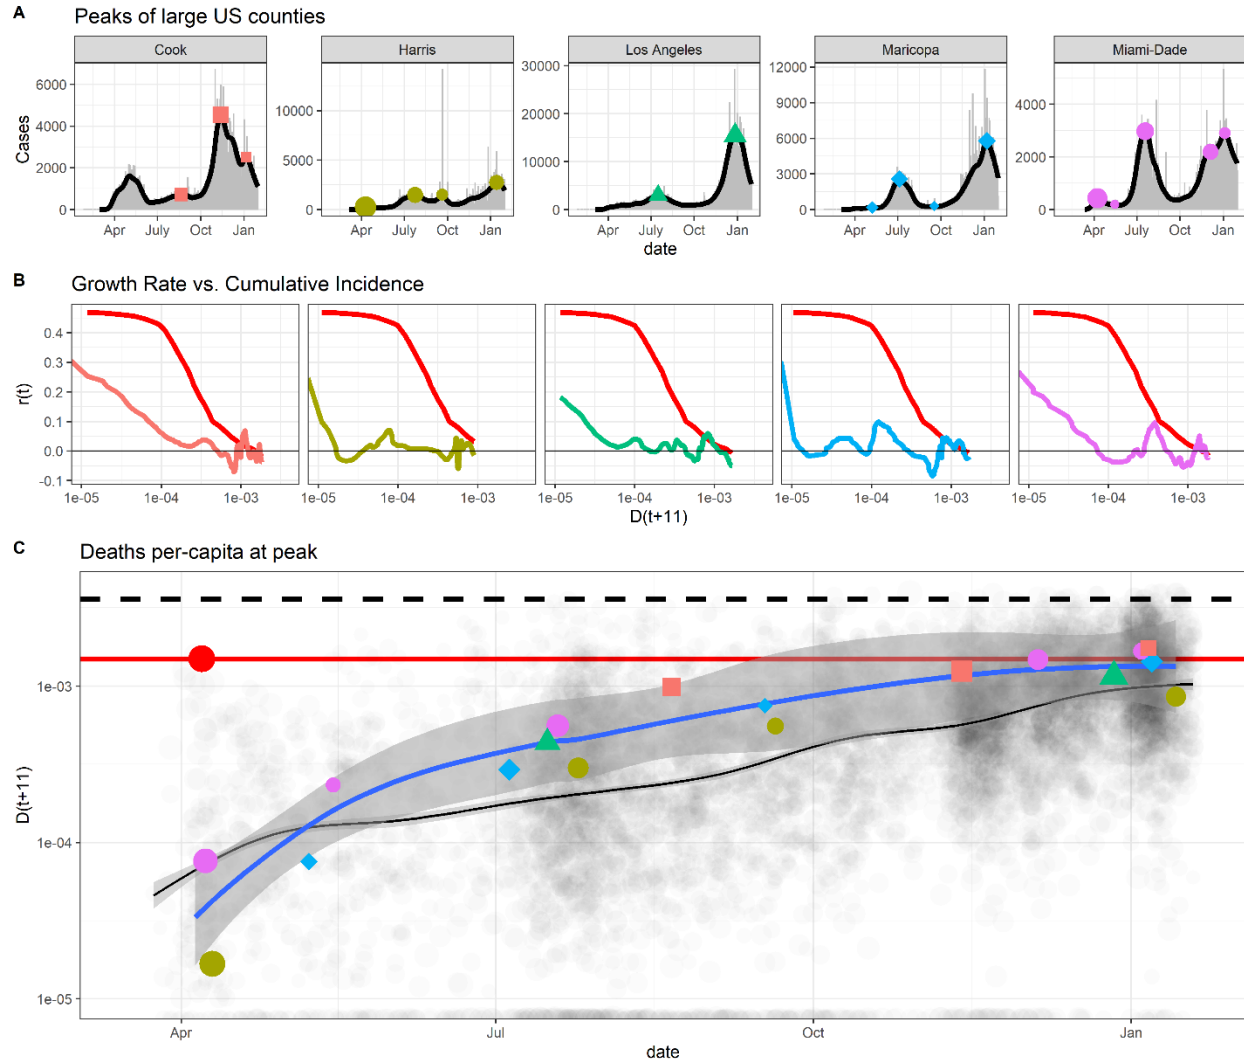 A
Peaks of large US counties
Cook
Harris
Los Angeles
Maricopa
Miami-Dade
Cases
6000
4000
2000
0
10000
5000
0
30000
20000
10000
0
12000
9000
6000
3000
0
4000
2000
0
Apr July Oct Jan
Apr July Oct Jan
Apr July Oct Jan
Apr July Oct Jan
Apr July Oct Jan
date
B
Growth Rate vs. Cumulative Incidence
r(t)
0.4
0.3
0.2
0.1
0.0
-0.1
1e-05 1e-04 1e-03
1e-05 1e-04 1e-03
1e-05 1e-04 1e-03
1e-05 1e-04 1e-03
1e-05 1e-04 1e-03
D(t+11)
C
Deaths per-capita at peak
D(t+11)
1e-03
1e-04
1e-05
Apr Jul Oct Jan
date